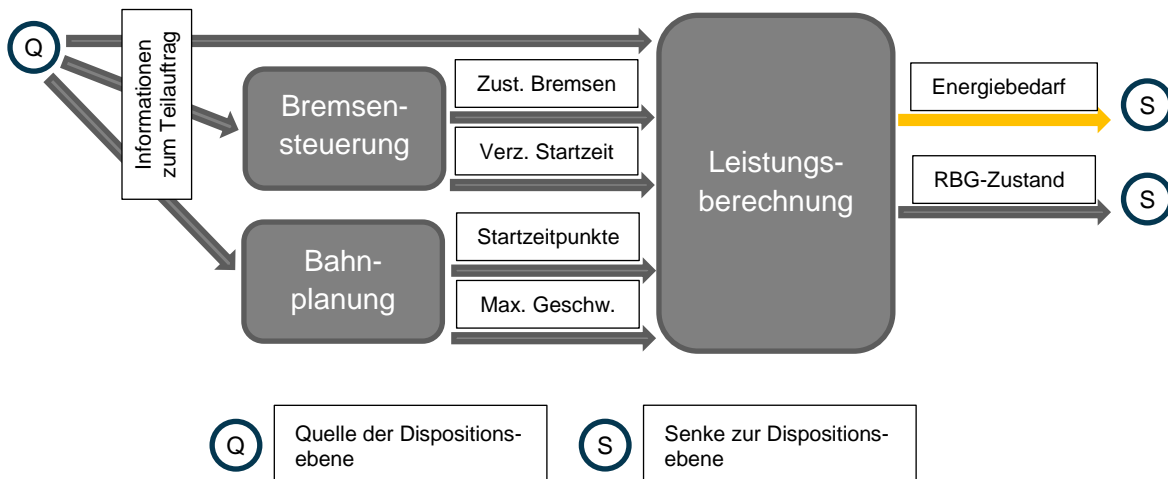 Q
Informationen
zum Teilauftrag
Bremsen-
steuerung
Zust. Bremsen
Verz. Startzeit
Bahn-
planung
Startzeitpunkte
Max. Geschw.
Leistungs-
berechnung
Energiebedarf
S
RBG-Zustand
S
Q
Quelle der Dispositions-
ebene
S
Senke zur Dispositions-
ebene